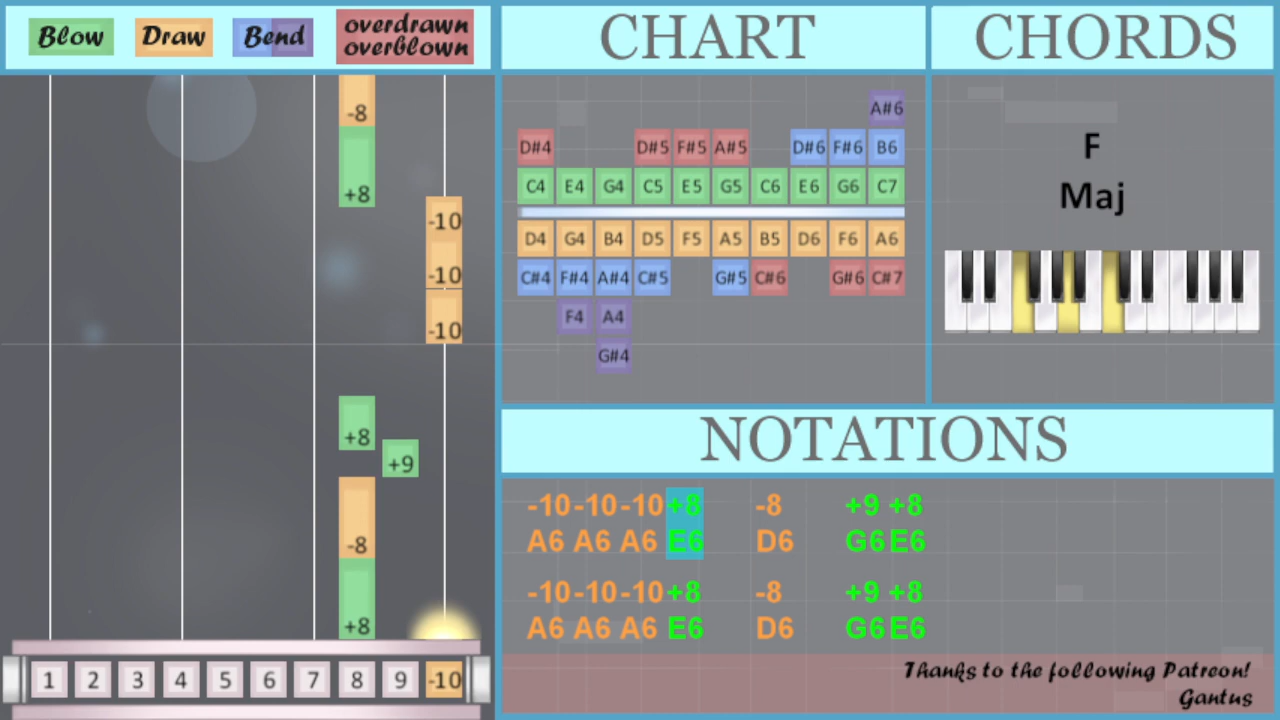 Blow Draw Bend overdrawn
overblown
CHART
CHORDS
-8
+8
-10
-10
-10
+8
+9
-8
+8
1 2 3 4 5 6 7 8 9 -10
A#6
D#4 D#5 F#5 A#5 D#6 F#6 B6
C4 E4 G4 C5 E5 G5 C6 E6 G6 C7
D4 G4 B4 D5 F5 A5 B5 D6 F6 A6
C#4 F#4 A#4 C#5 G#5 C#6 G#6 C#7
F4 A4
G#4
F
Maj
NOTATIONS
-10 -10 -10 +8 -8 +9 +8
A6 A6 A6 E6 D6 G6 E6
-10 -10 -10 +8 -8 +9 +8
A6 A6 A6 E6 D6 G6 E6
Thanks to the following Patreon!
Gantus